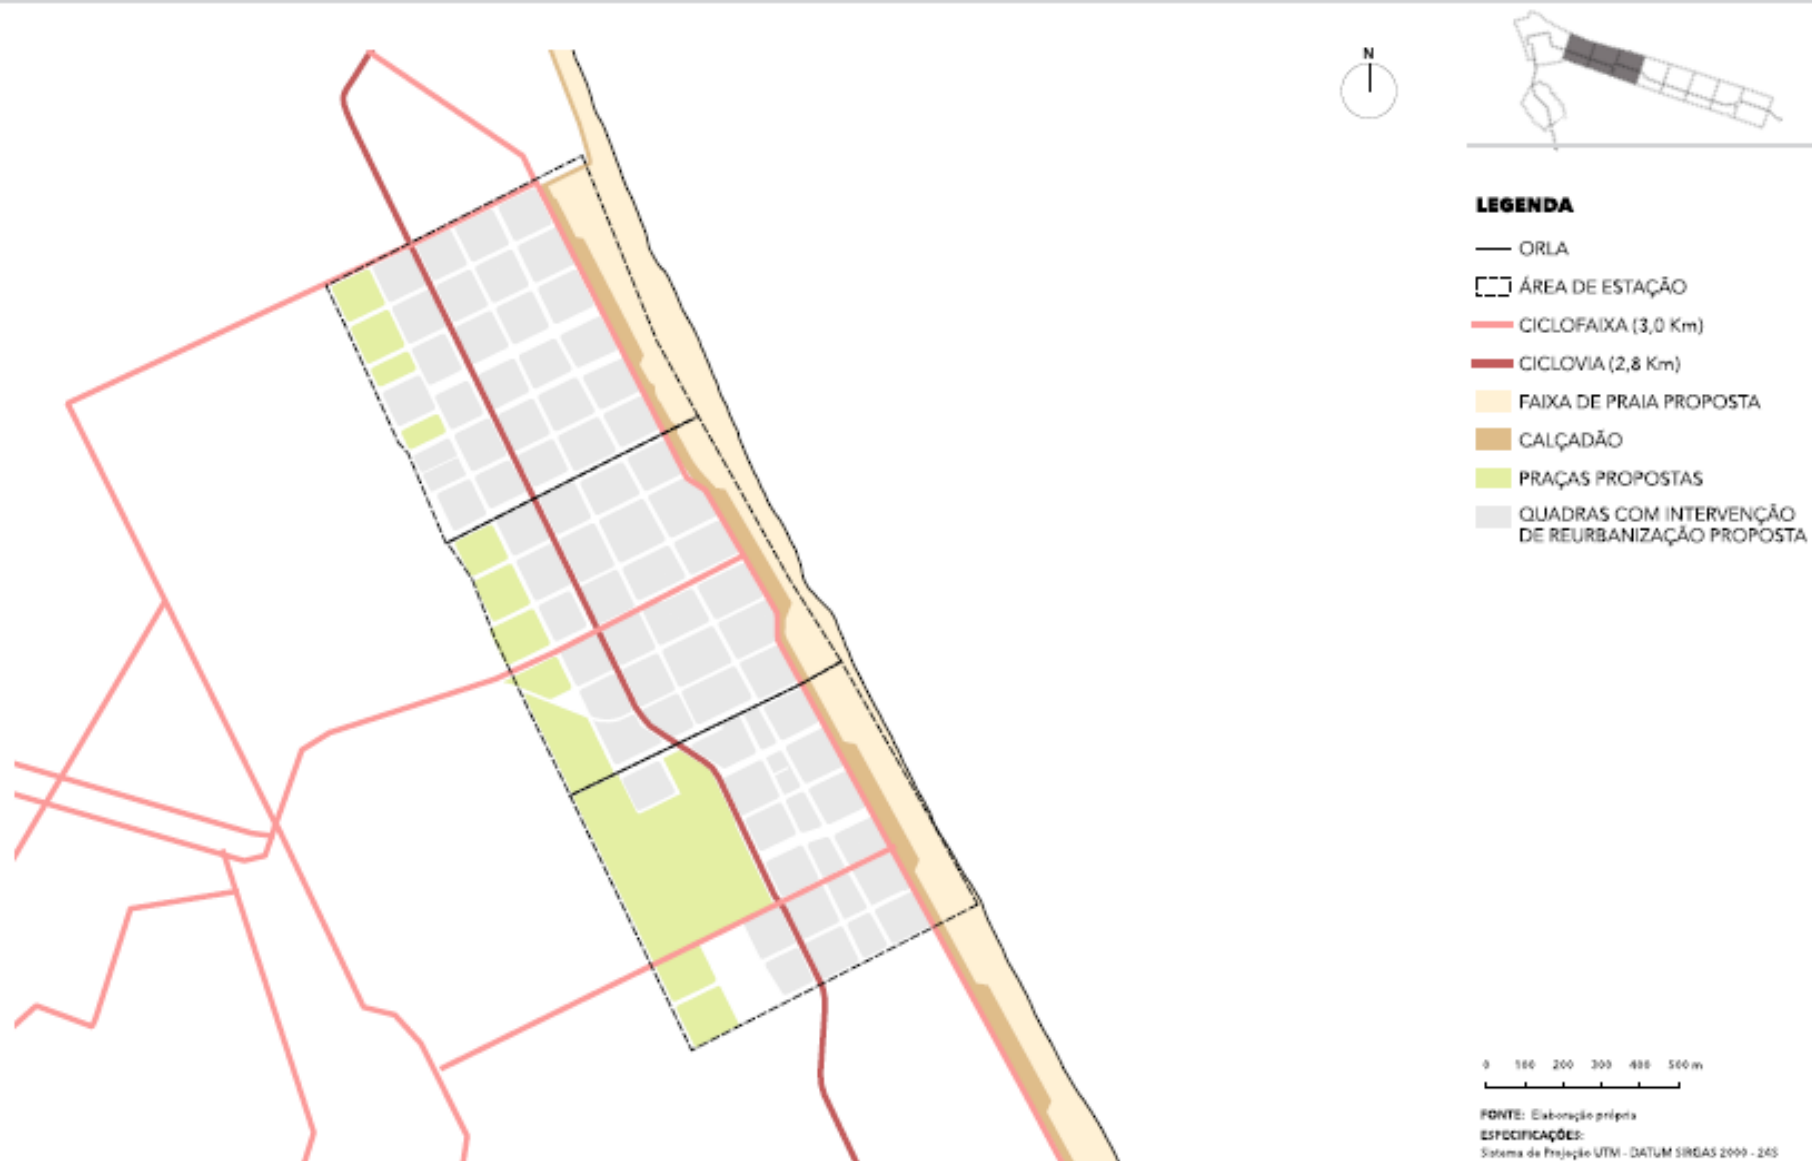 N
LEGENDA
ORLA
ÁREA DE ESTAÇÃO
CICLOFAIXA (3,0 Km)
CICLOVIA (2,8 Km)
FAIXA DE PRAIA PROPOSTA
CALÇADÃO
PRAÇAS PROPOSTAS
QUADRAS COM INTERVENÇÃO
DE REURBANIZAÇÃO PROPOSTA
0 100 200 300 400 500 m
FONTE: Elaboração própria
ESPECIFICAÇÕES:
Sistema de Projeção UTM - DATUM SIRGAS 2000 - 24S